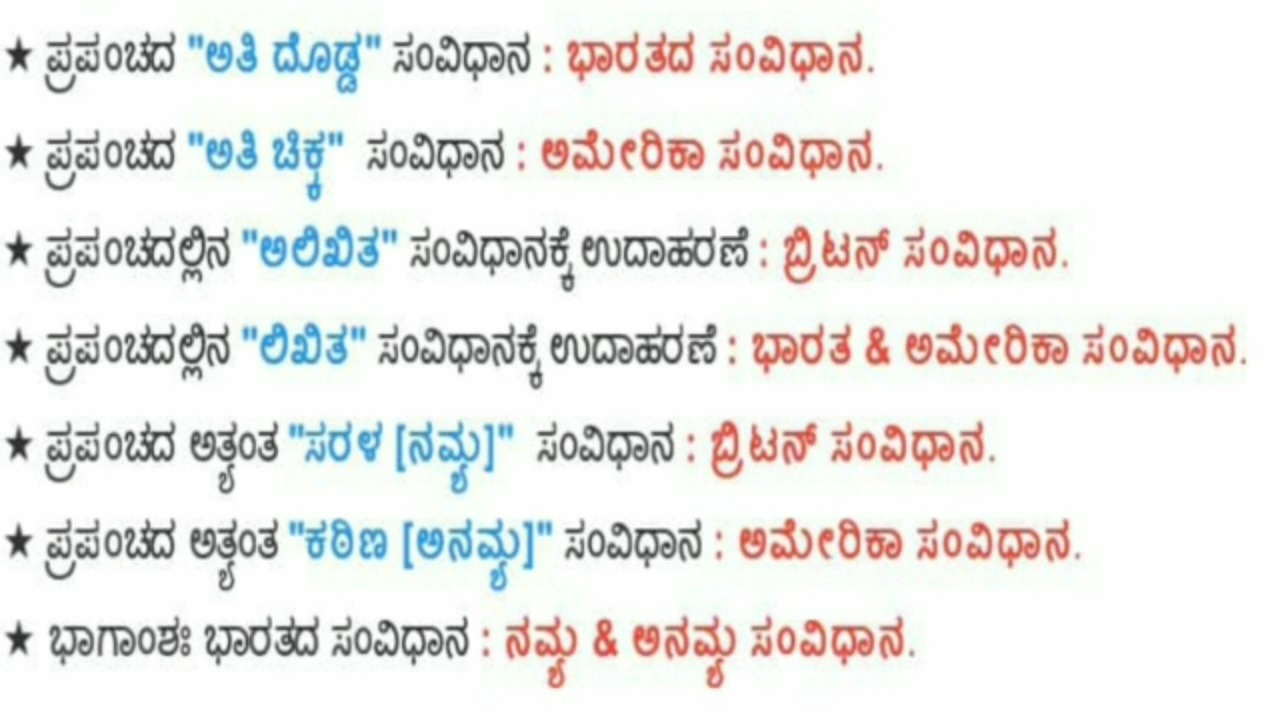 ★ ಪ್ರಪಂಚದ "ಅತಿ ದೊಡ್ಡ" ಸಂವಿಧಾನ : ಭಾರತದ ಸಂವಿಧಾನ.
★ ಪ್ರಪಂಚದ "ಅತಿ ಚಿಕ್ಕ" ಸಂವಿಧಾನ : ಅಮೇರಿಕಾ ಸಂವಿಧಾನ.
★ ಪ್ರಪಂಚದಲ್ಲಿನ "ಅಲಿಖಿತ" ಸಂವಿಧಾನಕ್ಕೆ ಉದಾಹರಣೆ : ಬ್ರಿಟನ್ ಸಂವಿಧಾನ.
★ ಪ್ರಪಂಚದಲ್ಲಿನ "ಲಿಖಿತ" ಸಂವಿಧಾನಕ್ಕೆ ಉದಾಹರಣೆ : ಭಾರತ & ಅಮೇರಿಕಾ ಸಂವಿಧಾನ.
★ ಪ್ರಪಂಚದ ಅತ್ಯಂತ "ಸರಳ [ನಮ್ಯ]" ಸಂವಿಧಾನ : ಬ್ರಿಟನ್ ಸಂವಿಧಾನ.
★ ಪ್ರಪಂಚದ ಅತ್ಯಂತ "ಕಠಿಣ [ಅನಮ್ಯ]" ಸಂವಿಧಾನ : ಅಮೇರಿಕಾ ಸಂವಿಧಾನ.
★ ಭಾಗಾಂಶಃ ಭಾರತದ ಸಂವಿಧಾನ : ನಮ್ಯ & ಅನಮ್ಯ ಸಂವಿಧಾನ.